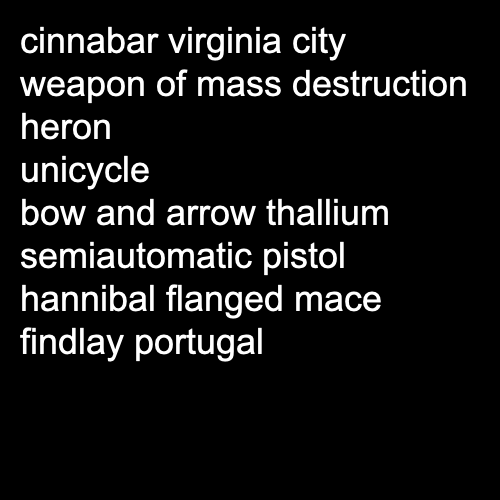 cinnabar virginia city
weapon of mass destruction
heron
unicycle
bow and arrow thallium
semiautomatic pistol
hannibal flanged mace
findlay portugal